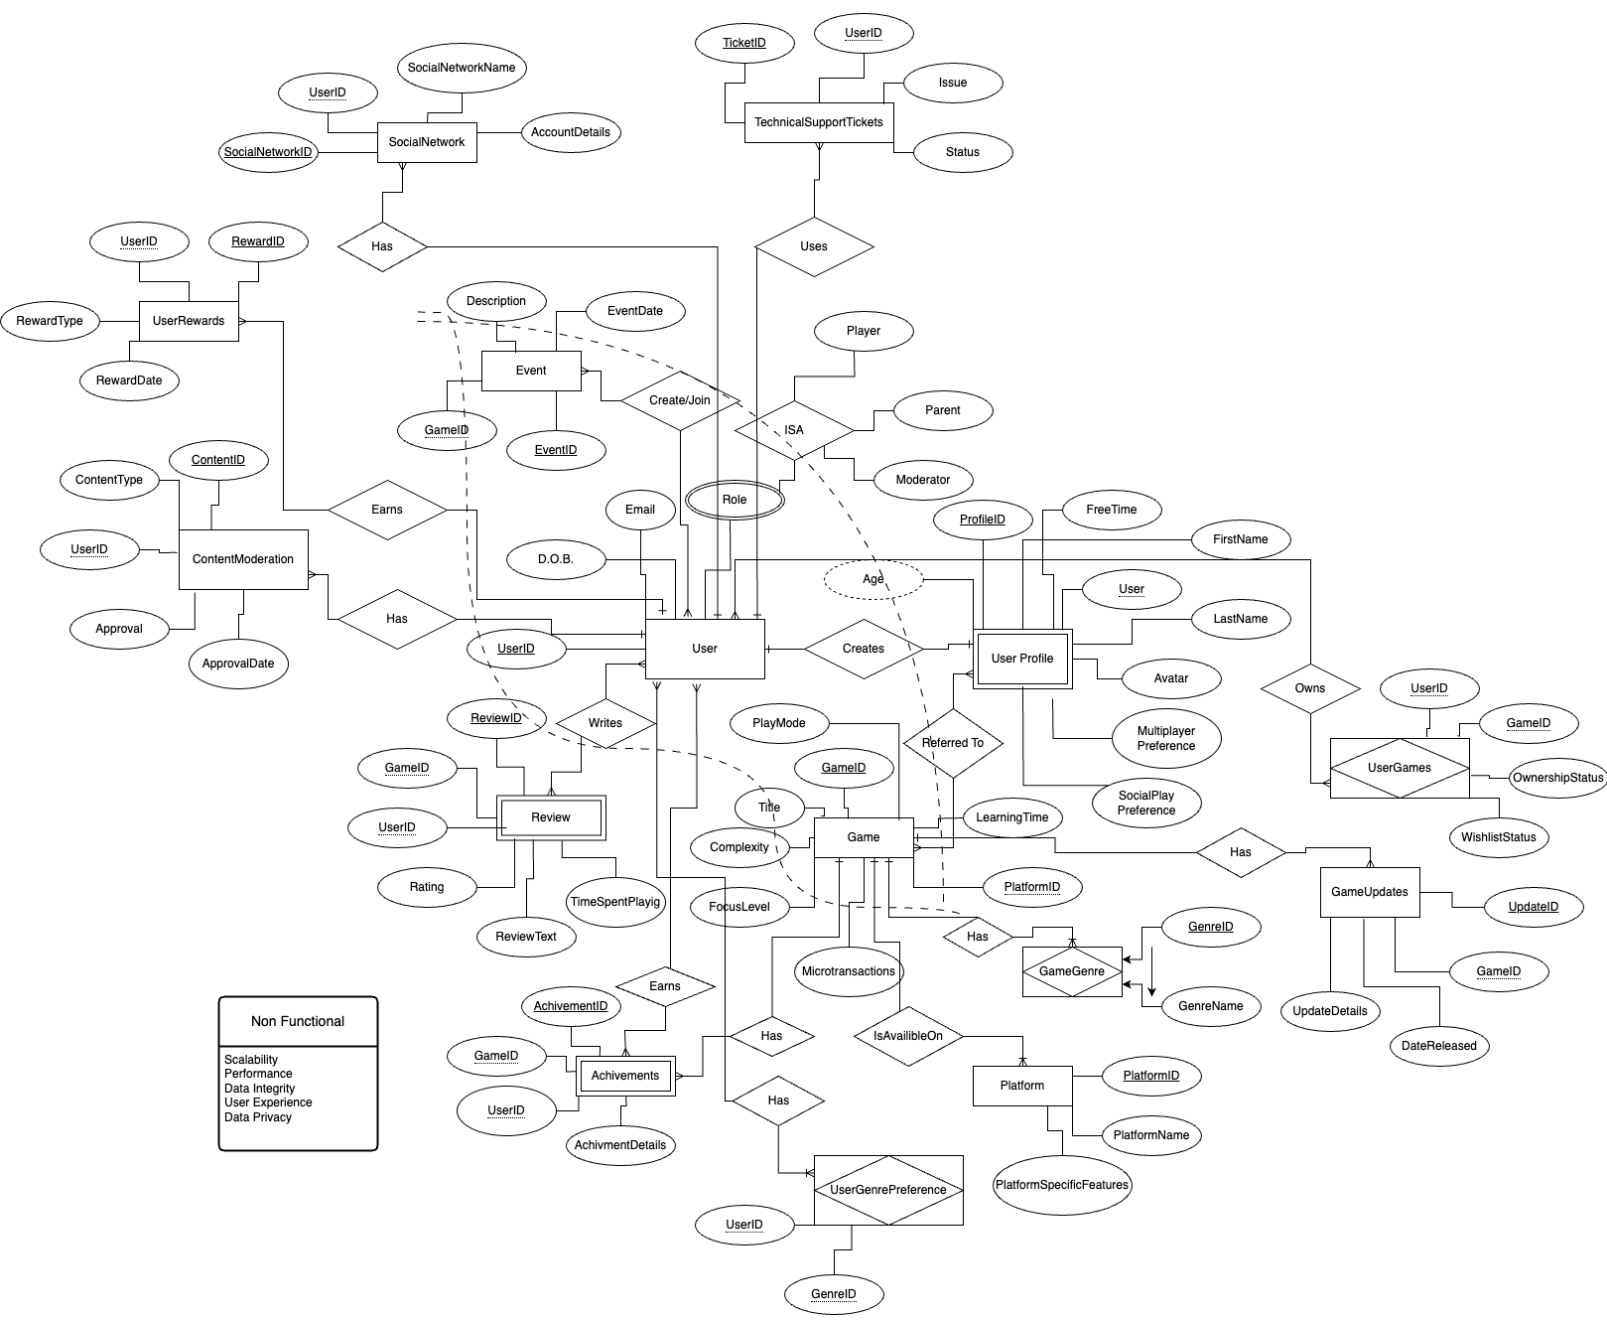 TicketID
UserID
SocialNetworkName
Issue
UserID
TechnicalSupportTickets
AccountDetails
SocialNetwork
SocialNetworkID
Status
UserID
RewardID
Has
Uses
Description
EventDate
RewardType
UserRewards
Player
Event
RewardDate
Create/Join
Parent
GameID
ISA
EventID
ContentID
ContentType
Moderator
Role
Earns
Email
ProfileID
FreeTime
FirstName
UserID
ContentModeration
D.O.B.
Age
User
Approval
Has
LastName
UserID
User
Creates
User Profile
ApprovalDate
Avatar
Owns
UserID
ReviewID
Writes
PlayMode
Referred To
Multiplayer
Preference
GameID
GameID
GameID
UserGames
OwnershipStatus
SocialPlay
Preference
Title
LearningTime
Review
UserID
Game
WishlistStatus
Complexity
Has
Rating
TimeSpentPlayig
FocusLevel
PlatformID
GameUpdates
UpdateID
ReviewText
Has
GenreID
Microtransactions
GameGenre
GameID
Earns
AchivementID
GenreName
UpdateDetails
Non Functional
Has
IsAvailibleOn
DateReleased
GameID
Scalability
Performance
Data Integrity
User Experience
Data Privacy
Achivements
Platform
PlatformID
UserID
Has
AchivmentDetails
PlatformName
UserGenrePreference
PlatformSpecificFeatures
UserID
GenreID